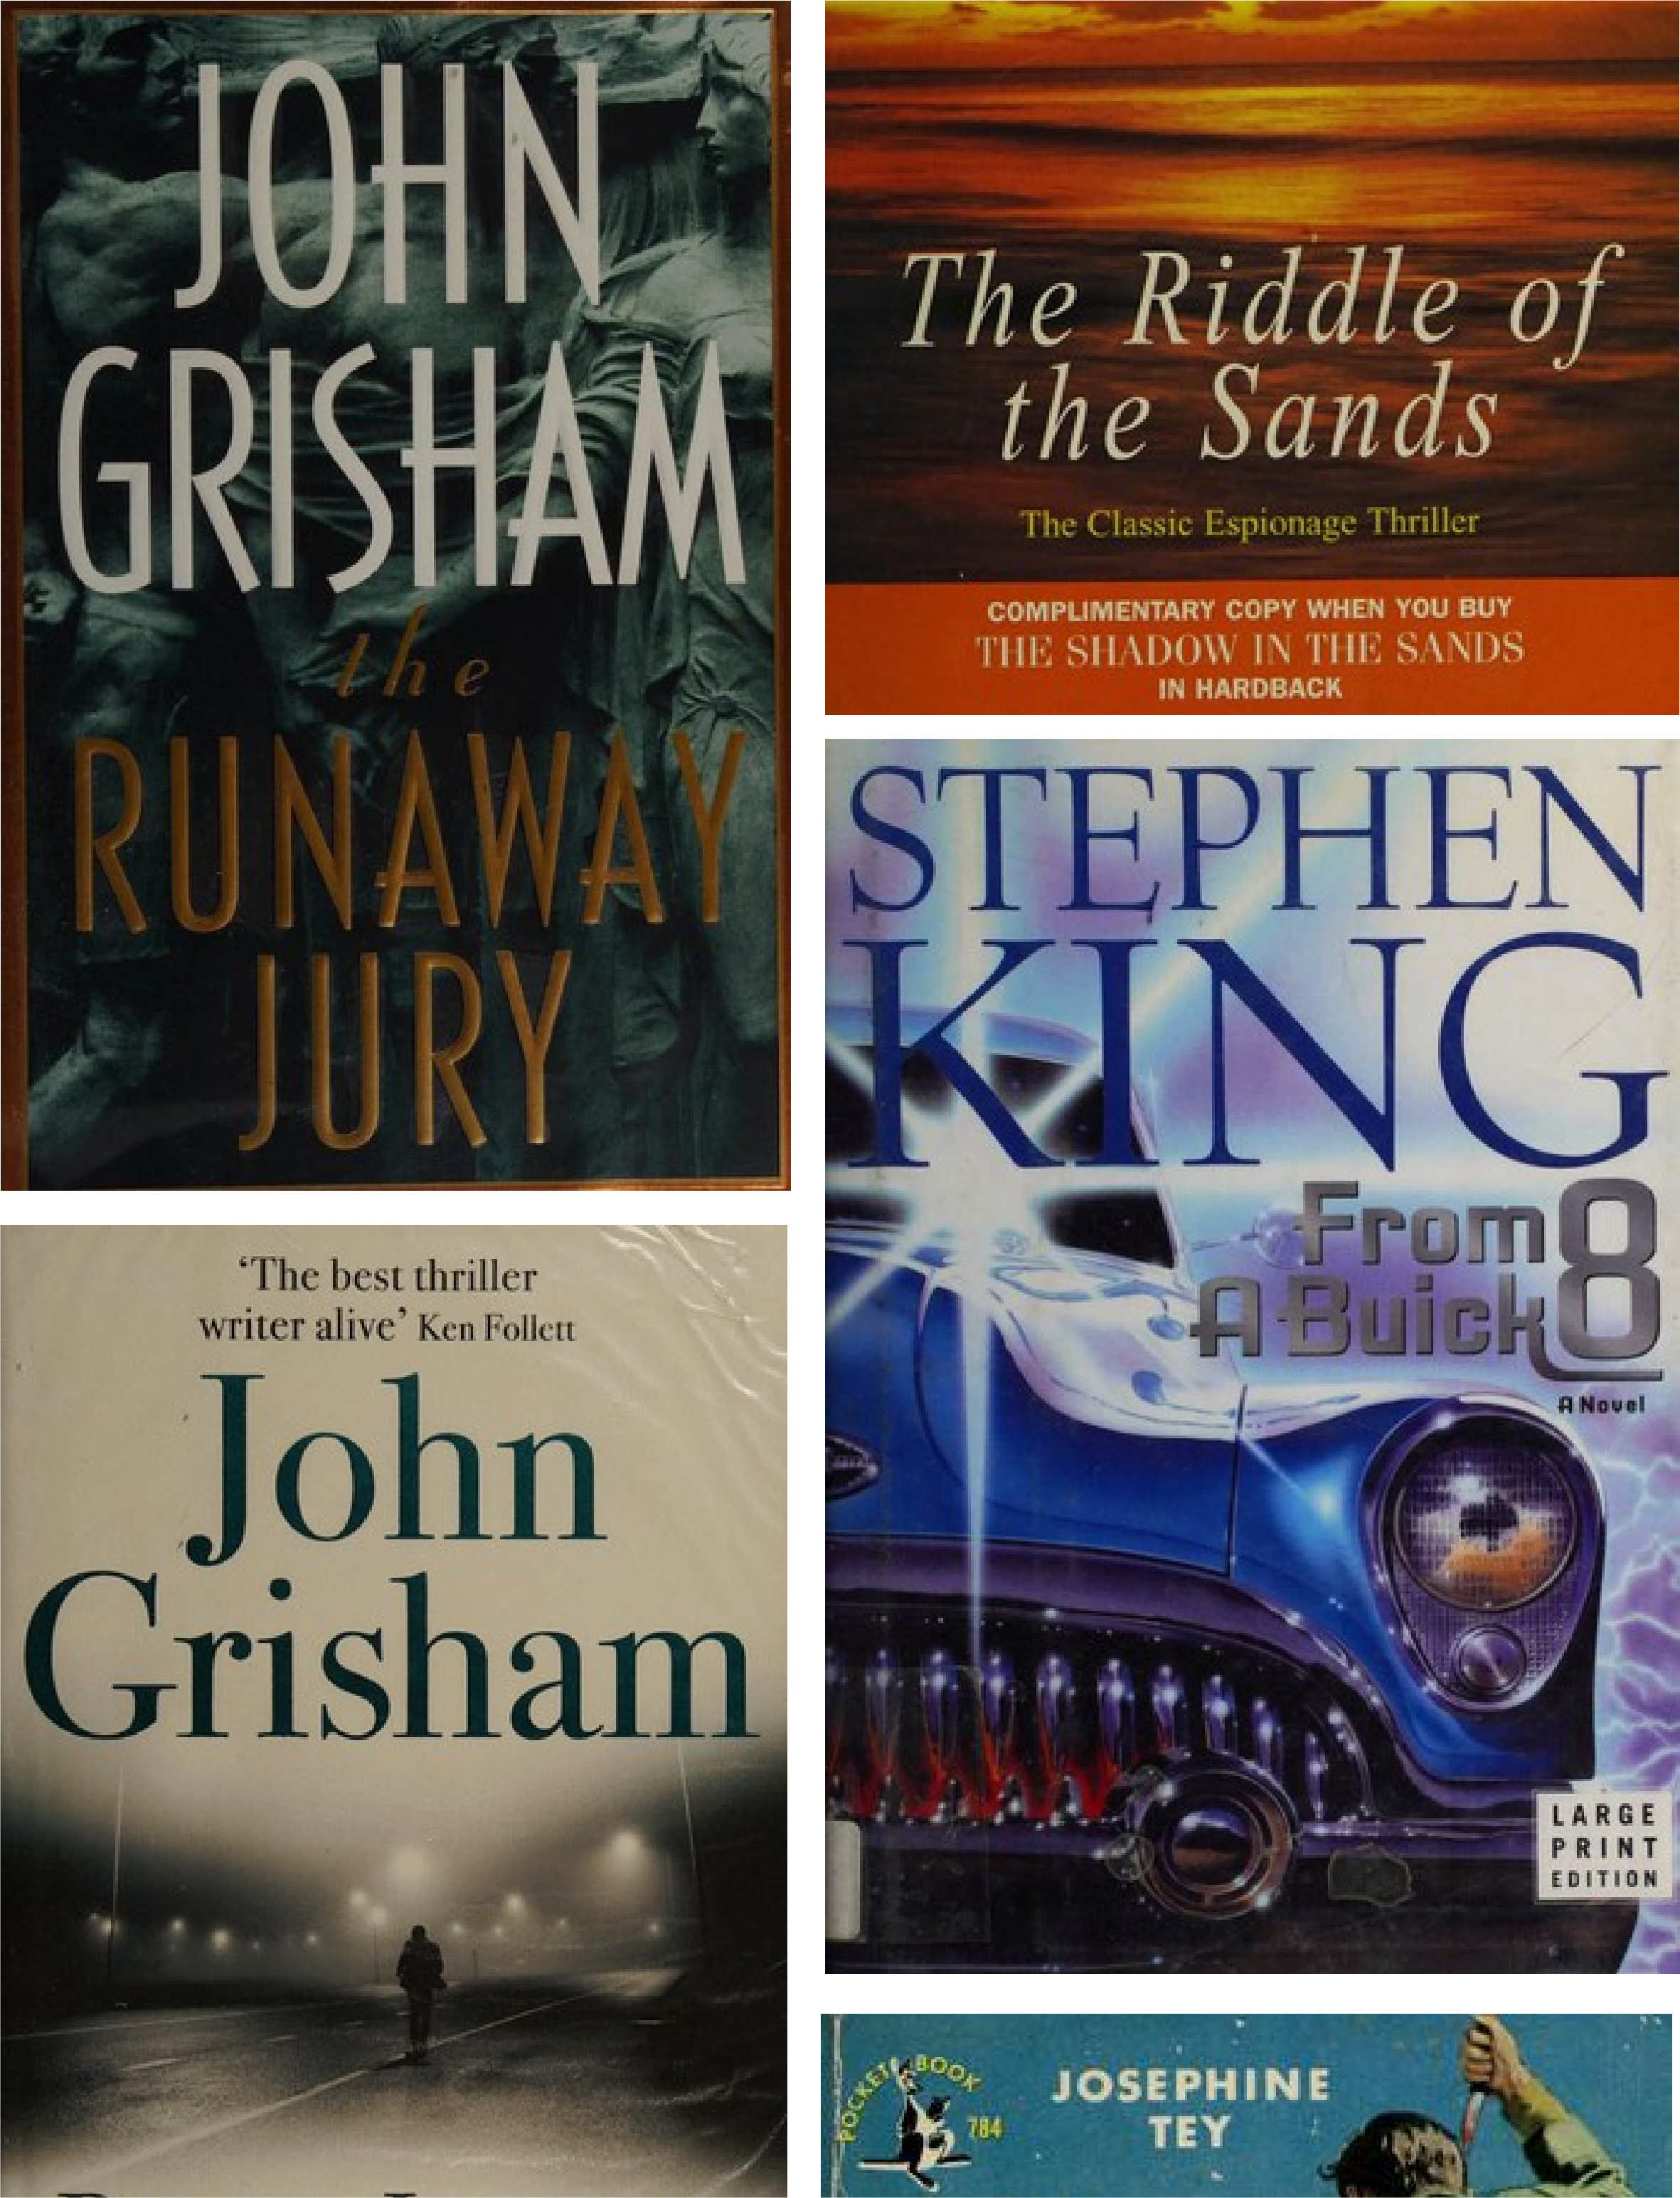 JOHN
GRISHAM
the
RUNAWAY
JURY
'The best thriller
writer alive' Ken Follett
John
Grisham
The Riddle of
the Sands
The Classic Espionage Thriller
COMPLIMENTARY COPY WHEN YOU BUY
THE SHADOW IN THE SANDS
IN HARDBACK
STEPHEN
KING
From
A Buick 8
A Novel
LARGE
PRINT
EDITION
POCKET BOOK
784
JOSEPHINE
TEY